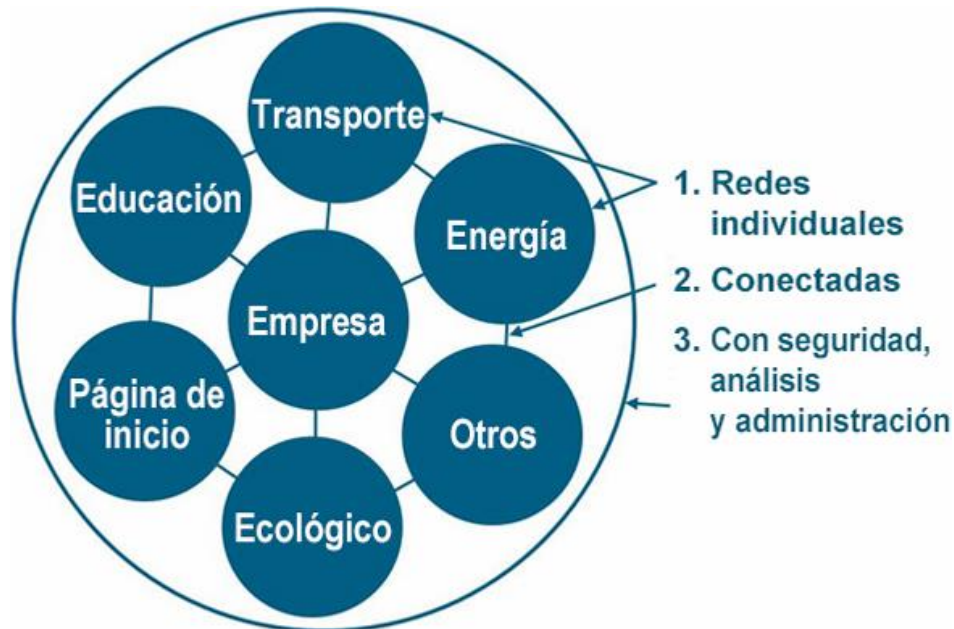 Transporte
Educación
Energía
Empresa
Página de
inicio
Otros
Ecológico
1. Redes
individuales
2. Conectadas
3. Con seguridad,
análisis
y administración